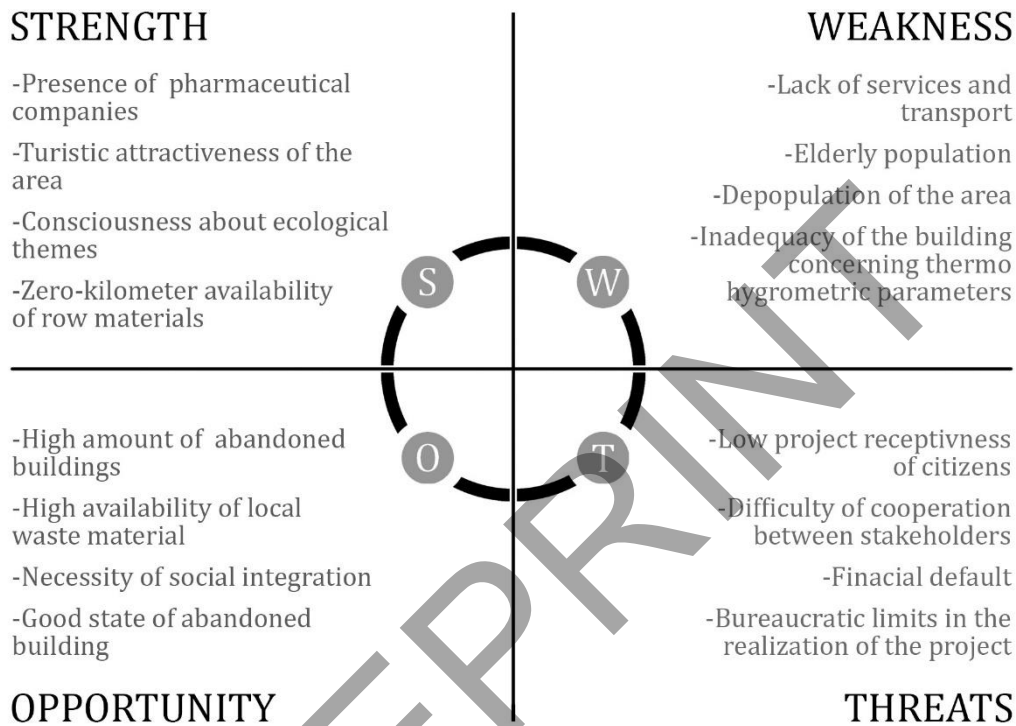 STRENGTH
-Presence of pharmaceutical
companies
-Turistic attractiveness of the
area
-Consciousness about ecological
themes
-Zero-kilometer availability
of row materials
WEAKNESS
-Lack of services and
transport
-Elderly population
-Depopulation of the area
-Inadequacy of the building
concerning thermo
hygrometric parameters
S
W
O
T
-High amount of abandoned
buildings
-High availability of local
waste material
-Necessity of social integration
-Good state of abandoned
building
OPPORTUNITY
-Low project receptivness
of citizens
-Difficulty of cooperation
between stakeholders
-Finacial default
-Bureaucratic limits in the
realization of the project
THREATS
EPRINT